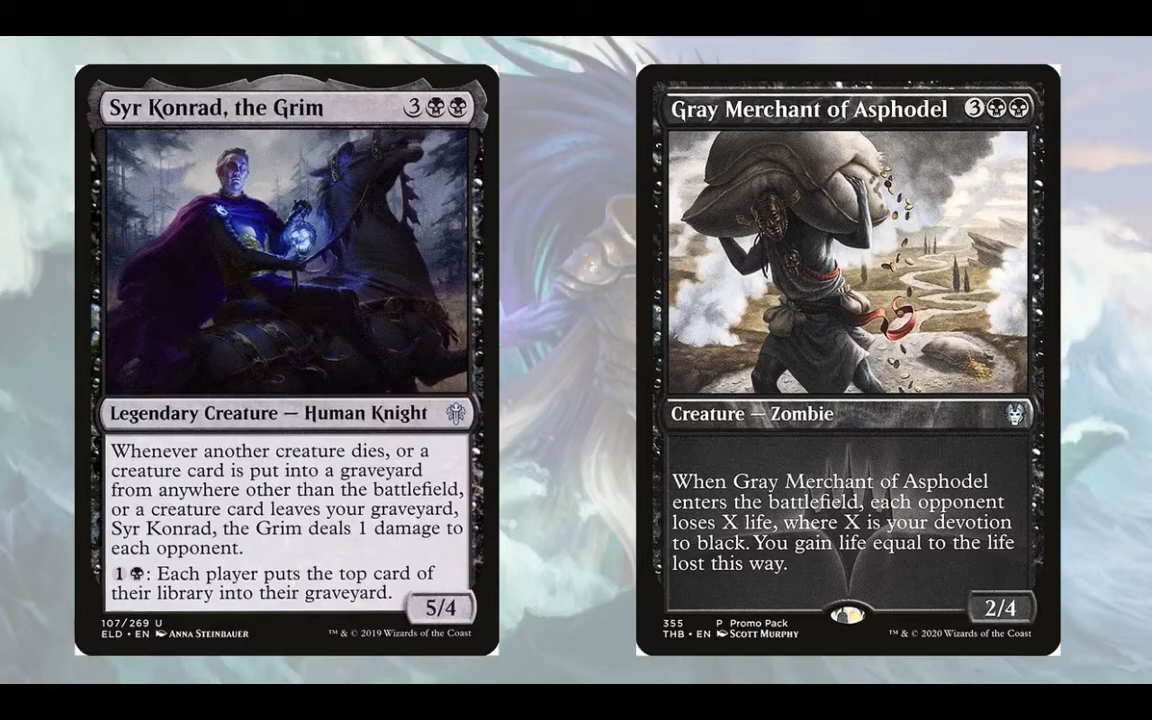 Syr Konrad, the Grim 3
Legendary Creature — Human Knight
Whenever another creature dies, or a
creature card is put into a graveyard
from anywhere other than the battlefield,
or a creature card leaves your graveyard,
Syr Konrad, the Grim deals 1 damage to
each opponent.
1 : Each player puts the top card of
their library into their graveyard.
5/4
107/269 U
ELD • EN Anna Steinbauer
™ & © 2019 Wizards of the Coast
Gray Merchant of Asphodel 3
Creature — Zombie
When Gray Merchant of Asphodel
enters the battlefield, each opponent
loses X life, where X is your devotion
to black. You gain life equal to the life
lost this way.
2/4
355 P Promo Pack
THB • EN Scott Murphy
™ & © 2020 Wizards of the Coast